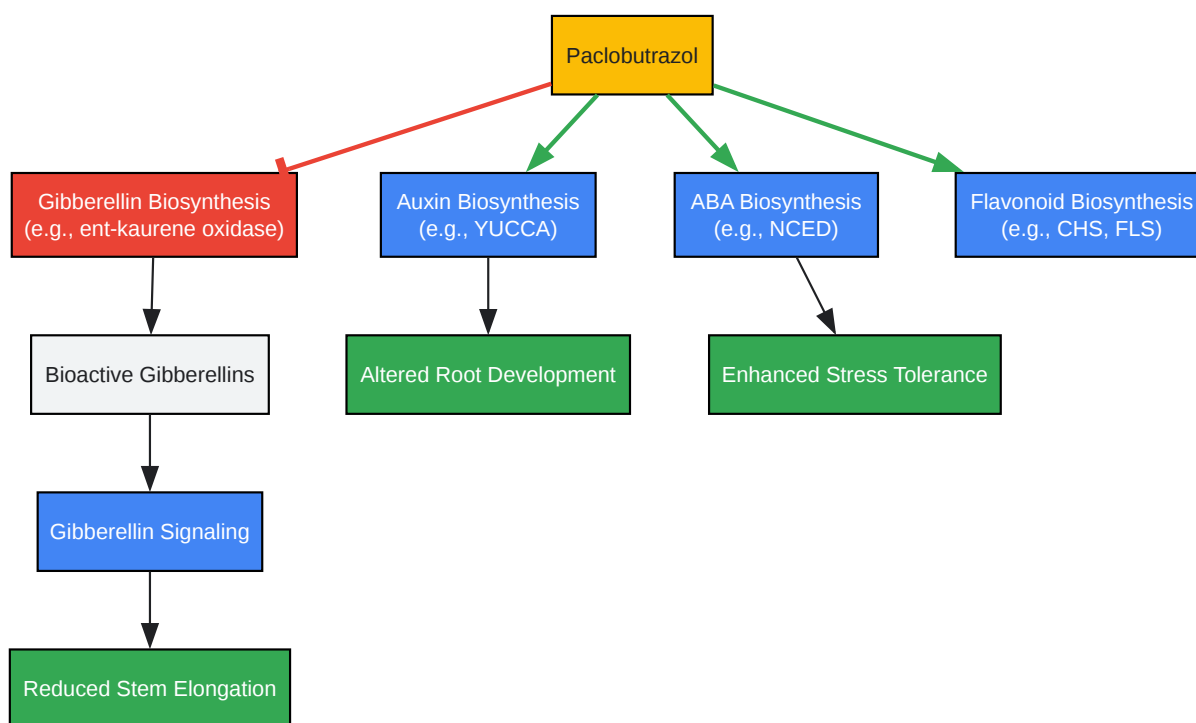 Paclobutrazol
Gibberellin Biosynthesis
(e.g., ent-kaurene oxidase)
Auxin Biosynthesis
(e.g., YUCCA)
ABA Biosynthesis
(e.g., NCED)
Flavonoid Biosynthesis
(e.g., CHS, FLS)
Bioactive Gibberellins
Altered Root Development
Enhanced Stress Tolerance
Gibberellin Signaling
Reduced Stem Elongation